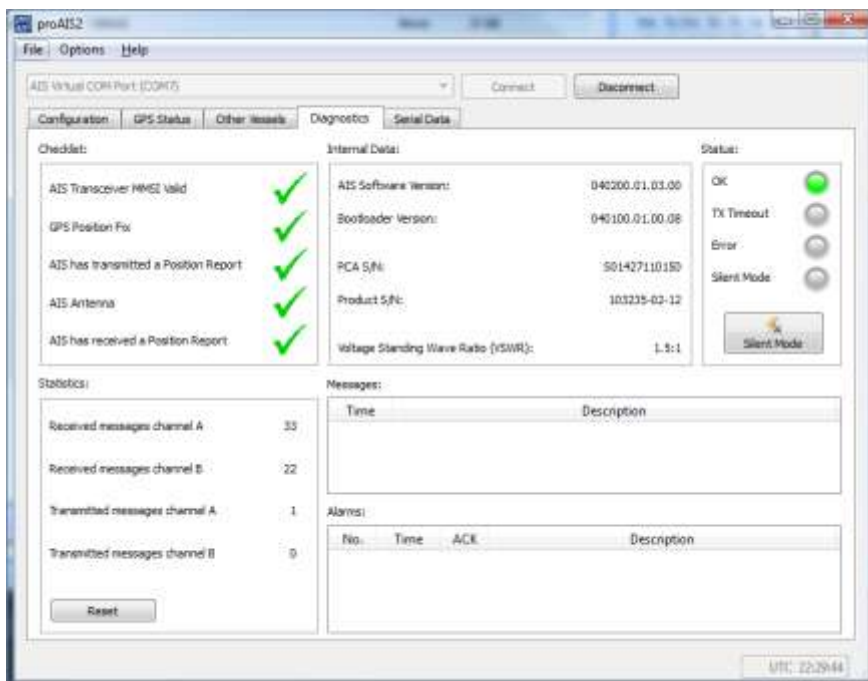 proAIS2
File Options Help
AIS Virtual COM Port (COM7)
Connect
Disconnect
Configuration
GPS Status
Other Vessels
Diagnostics
Serial Data
Checklist:
AIS Transceiver MMSI Valid
GPS Position Fix
AIS has transmitted a Position Report
AIS Antenna
AIS has received a Position Report
Internal Data:
AIS Software Version: 040200.01.03.00
Bootloader Version: 040100.01.00.08
PCA S/N: S01427110150
Product S/N: 103235-02-12
Voltage Standing Wave Ratio (VSWR): 1.5:1
Status:
OK
TX Timeout
Error
Silent Mode
Silent Mode
Statistics:
Received messages channel A 33
Received messages channel B 22
Transmitted messages channel A 1
Transmitted messages channel B 0
Reset
Messages:
Time Description
Alarms:
No. Time ACK Description
UTC 22:29:44